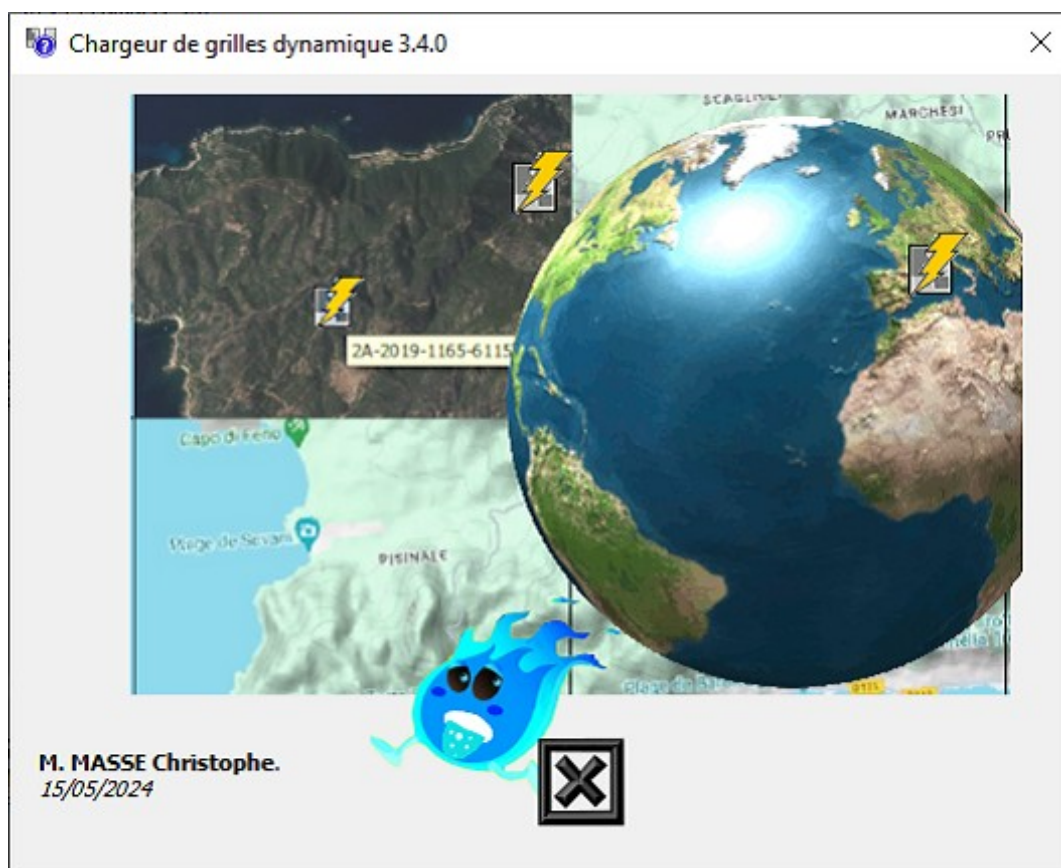 Chargeur de grilles dynamique 3.4.0
MARCHESI
2A-2019-1165-6115
Capo di Feno
Plage de Sevani
PISINALE
M. MASSE Christophe.
15/05/2024